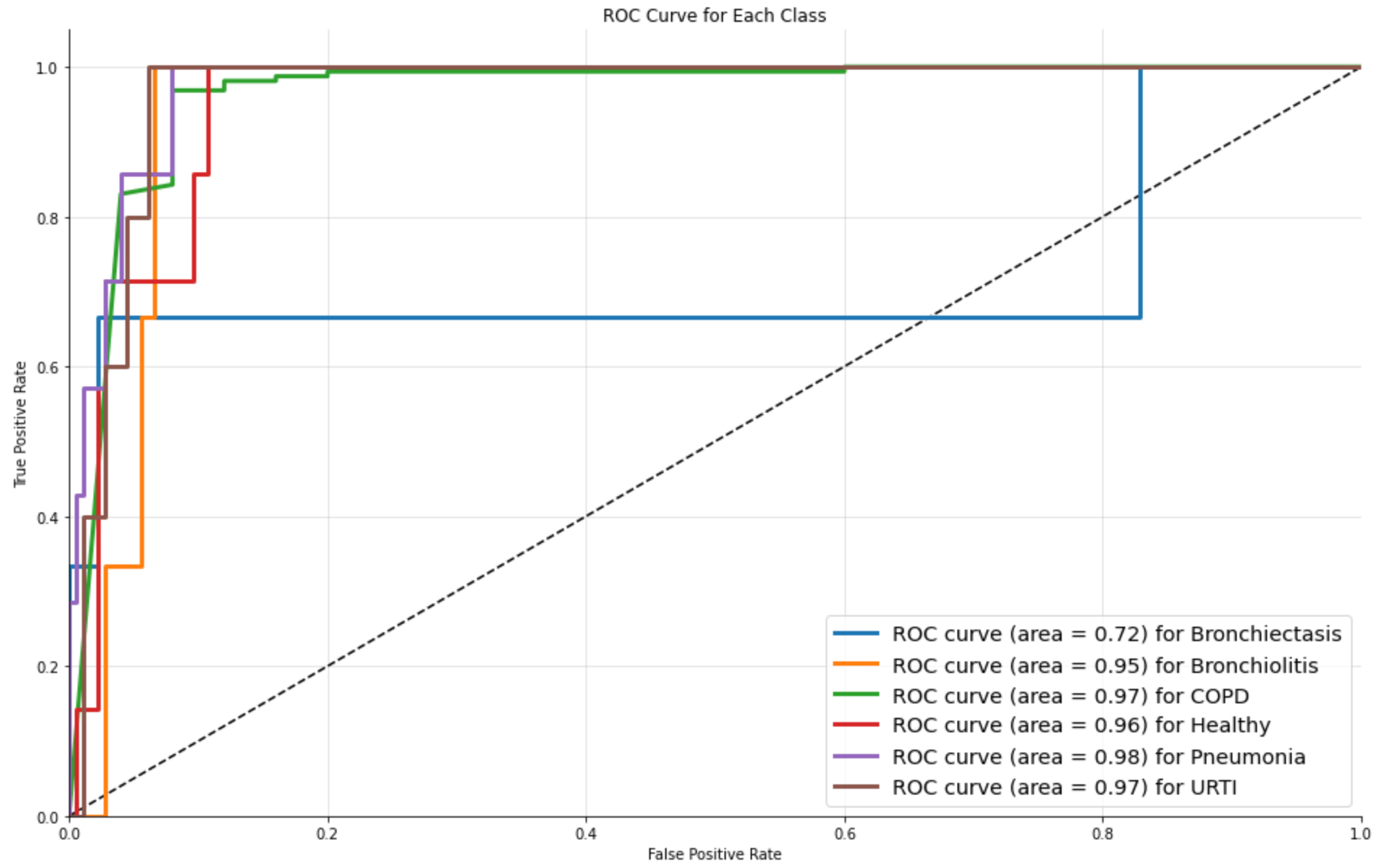 ROC Curve for Each Class
1.0
0.8
0.6
0.4
0.2
0.0
True Positive Rate
ROC curve (area = 0.72) for Bronchiectasis
ROC curve (area = 0.95) for Bronchiolitis
ROC curve (area = 0.97) for COPD
ROC curve (area = 0.96) for Healthy
ROC curve (area = 0.98) for Pneumonia
ROC curve (area = 0.97) for URTI
0.0 0.2 0.4 0.6 0.8 1.0
False Positive Rate